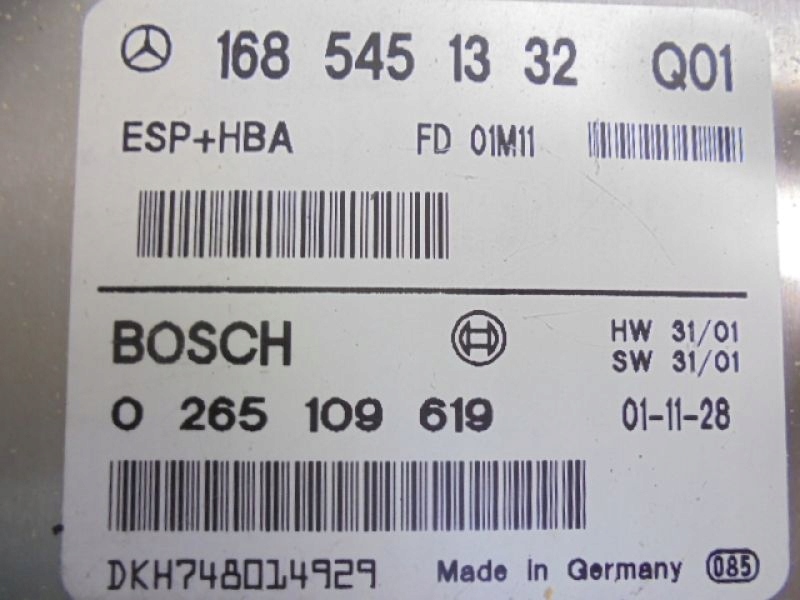 168 545 13 32 Q01
ESP+HBA FD 01M11
BOSCH HW 31/01
SW 31/01
0 265 109 619 01-11-28
DKH748014929 Made in Germany 085